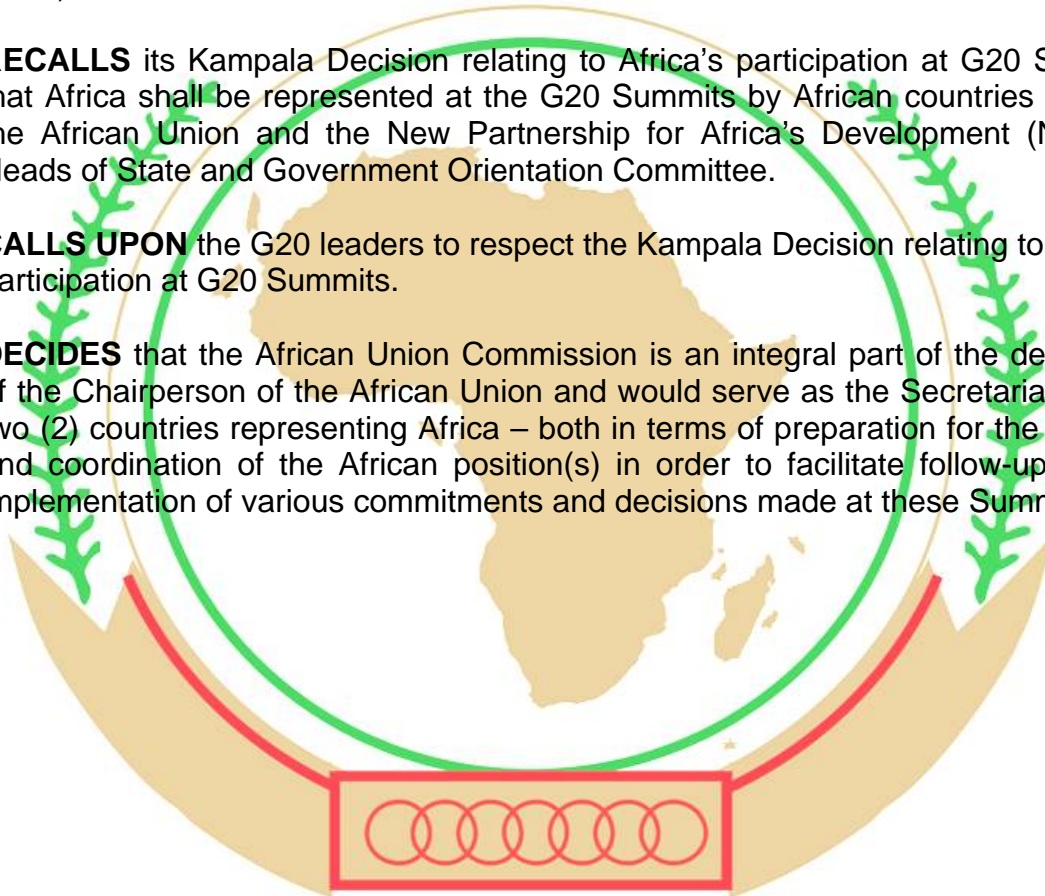 ECALLS its Kampala Decision relating to Africa’s participation at G20 S
hat Africa shall be represented at the G20 Summits by African countries
he African Union and the New Partnership for Africa’s Development (N
eads of State and Government Orientation Committee.
CALLS UPON the G20 leaders to respect the Kampala Decision relating to
articipation at G20 Summits.
DECIDES that the African Union Commission is an integral part of the de
f the Chairperson of the African Union and would serve as the Secretaria
wo (2) countries representing Africa – both in terms of preparation for the
nd coordination of the African position(s) in order to facilitate follow-up
mplementation of various commitments and decisions made at these Summ